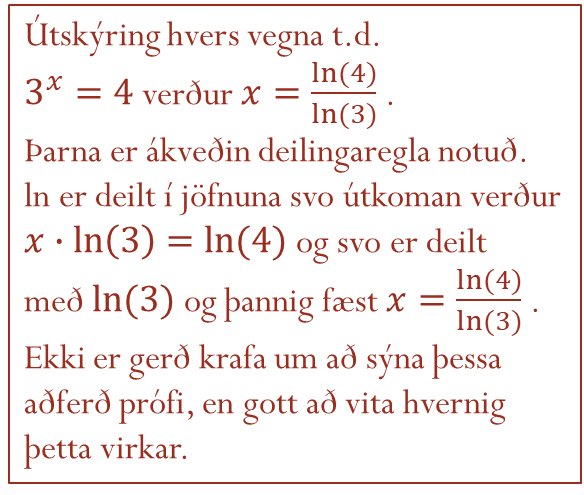 Útskýring hvers vegna t.d.
3^x = 4 verður x = ln(4)/ln(3) .
Þarna er ákveðin deilingaregla notuð.
ln er deilt í jöfnuna svo útkoman verður
x · ln(3) = ln(4) og svo er deilt
með ln(3) og þannig fæst x = ln(4)/ln(3) .
Ekki er gerð krafa um að sýna þessa
aðferð prófi, en gott að vita hvernig
þetta virkar.